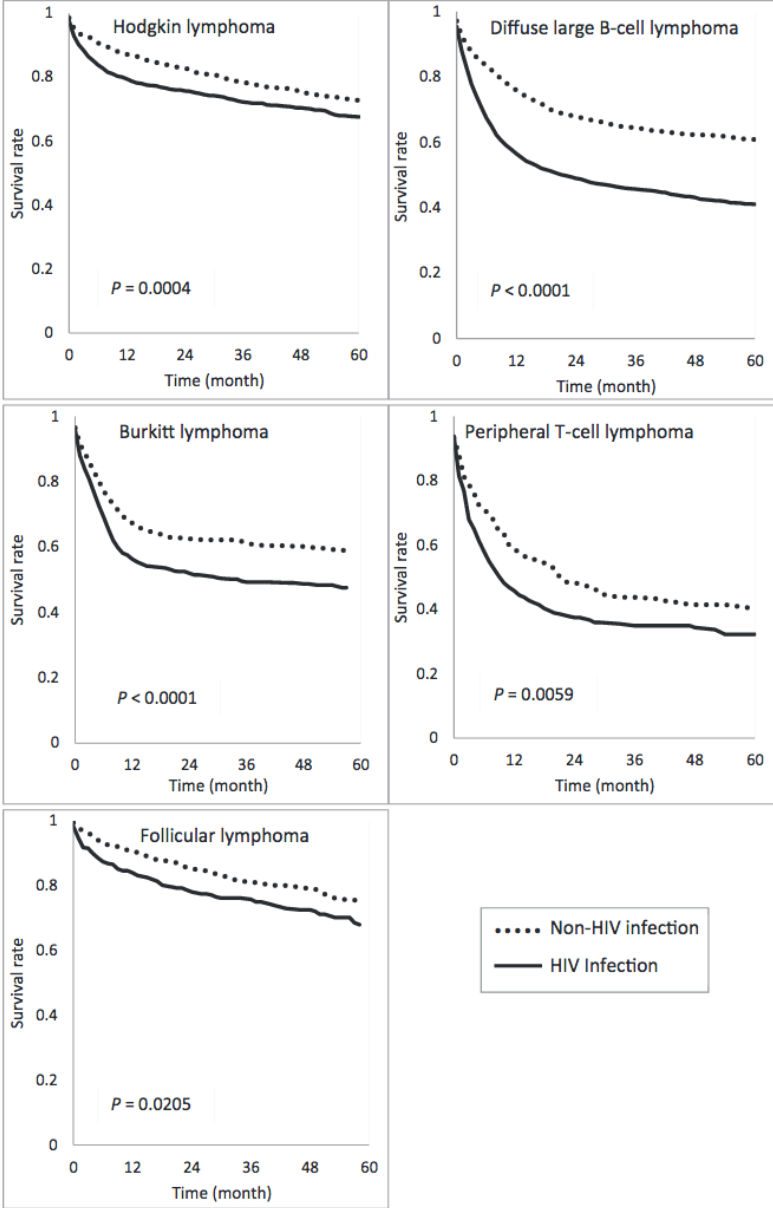 Hodgkin lymphoma
Survival rate
1
0.8
0.6
0.4
0.2
0
P = 0.0004
0 12 24 36 48 60
Time (month)
Diffuse large B-cell lymphoma
Survival rate
1
0.8
0.6
0.4
0.2
0
P < 0.0001
0 12 24 36 48 60
Time (month)
Burkitt lymphoma
Survival rate
1
0.8
0.6
0.4
0.2
0
P < 0.0001
0 12 24 36 48 60
Time (month)
Peripheral T-cell lymphoma
Survival rate
1
0.8
0.6
0.4
0.2
0
P = 0.0059
0 12 24 36 48 60
Time (month)
Follicular lymphoma
Survival rate
1
0.8
0.6
0.4
0.2
0
P = 0.0205
0 12 24 36 48 60
Time (month)
Non-HIV infection
HIV Infection